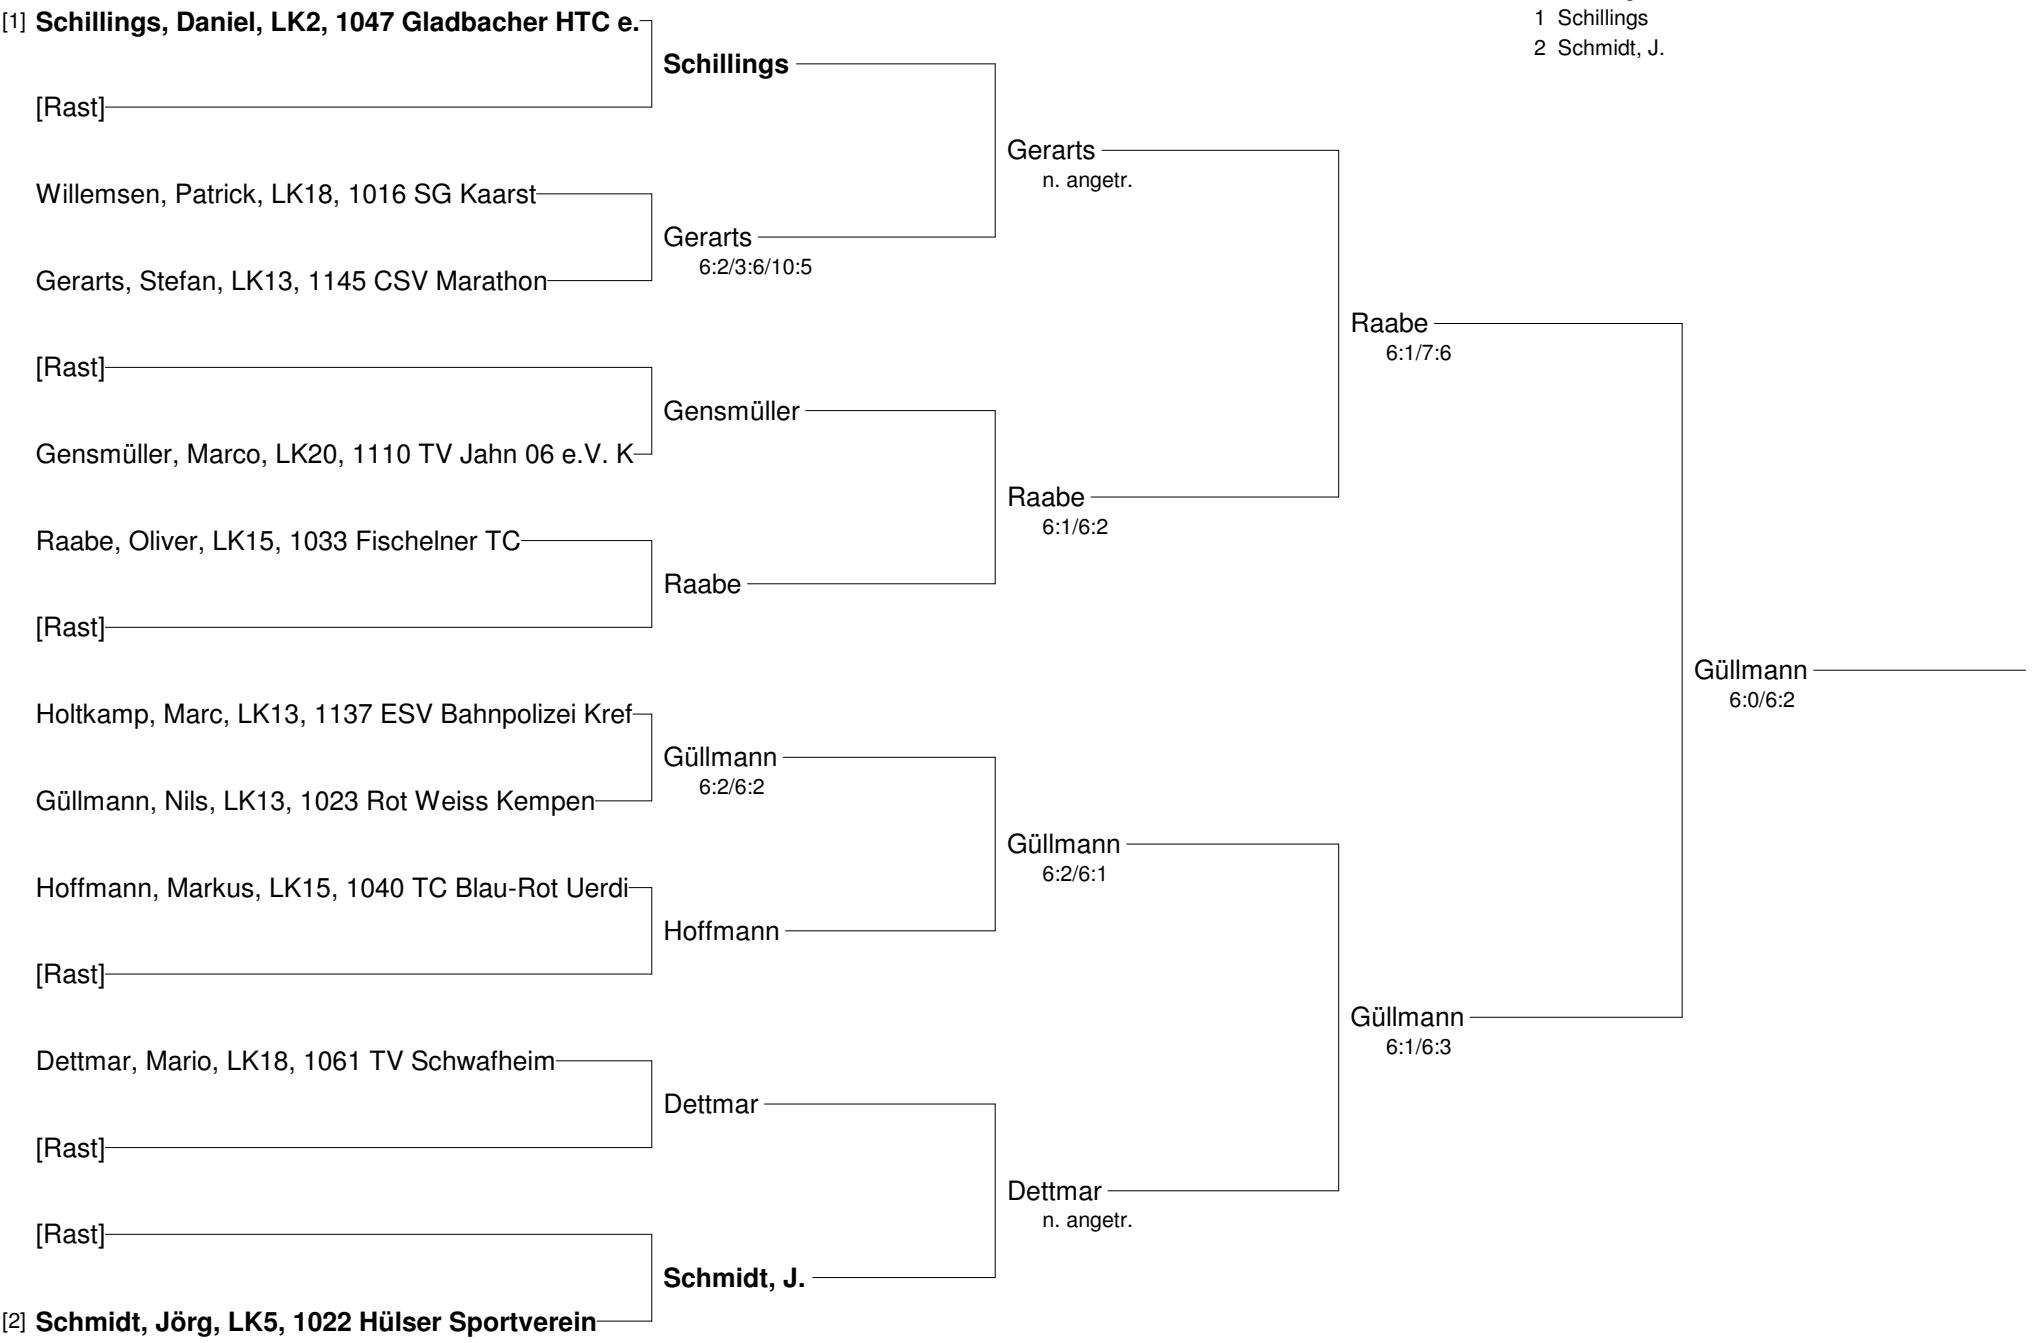 [1] Schillings, Daniel, LK2, 1047 Gladbacher HTC e.
[Rast]
Willemsen, Patrick, LK18, 1016 SG Kaarst
Gerarts, Stefan, LK13, 1145 CSV Marathon
[Rast]
Gensmüller, Marco, LK20, 1110 TV Jahn 06 e.V. K
Raabe, Oliver, LK15, 1033 Fischelner TC
[Rast]
Holtkamp, Marc, LK13, 1137 ESV Bahnpolizei Kref
Güllmann, Nils, LK13, 1023 Rot Weiss Kempen
Hoffmann, Markus, LK15, 1040 TC Blau-Rot Uerdi
[Rast]
Dettmar, Mario, LK18, 1061 TV Schwafheim
[Rast]
[Rast]
[2] Schmidt, Jörg, LK5, 1022 Hülser Sportverein
Schillings
Gerarts
6:2/3:6/10:5
Gensmüller
Raabe
Güllmann
6:2/6:2
Hoffmann
Dettmar
Schmidt, J.
Gerarts
n. angetr.
Raabe
6:1/6:2
Güllmann
6:2/6:1
Dettmar
n. angetr.
Raabe
6:1/7:6
Güllmann
6:1/6:3
Güllmann
6:0/6:2
1 Schillings
2 Schmidt, J.